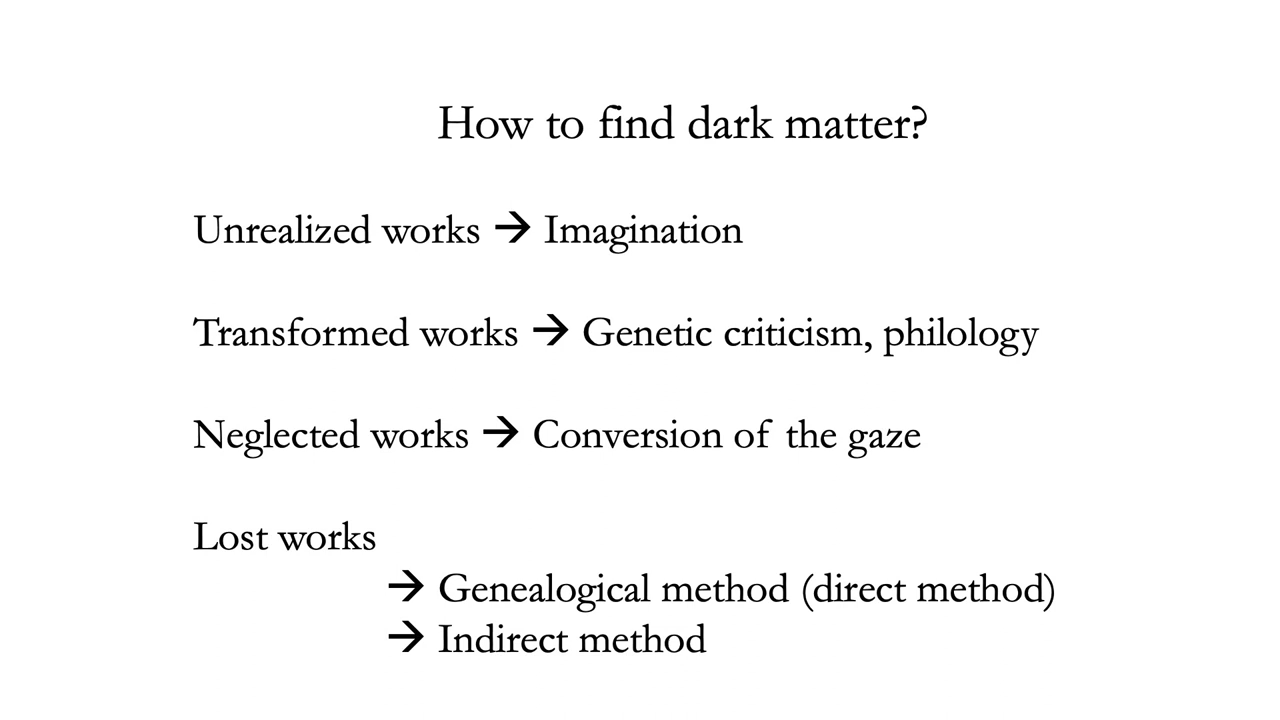 How to find dark matter?
Unrealized works → Imagination
Transformed works → Genetic criticism, philology
Neglected works → Conversion of the gaze
Lost works
→ Genealogical method (direct method)
→ Indirect method